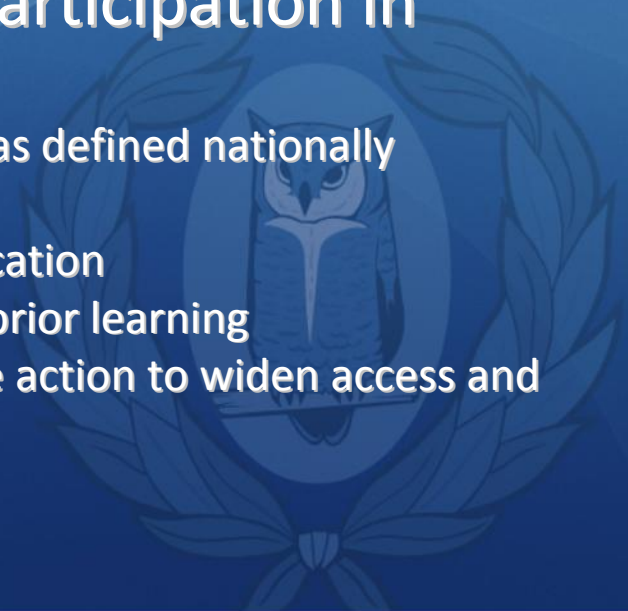 articipation in
as defined nationally
cation
prior learning
e action to widen access and